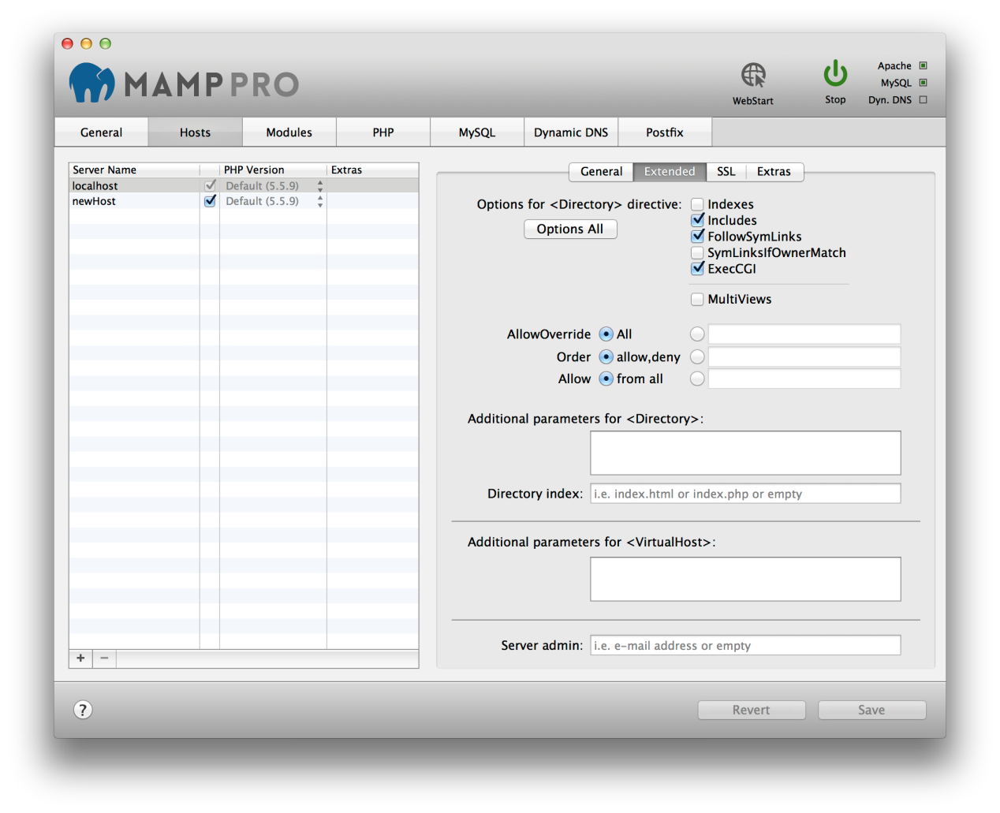 MAMP PRO
WebStart
Stop
Apache
MySQL
Dyn. DNS
General Hosts Modules PHP MySQL Dynamic DNS Postfix
Server Name PHP Version Extras
localhost Default (5.5.9)
newHost Default (5.5.9)
+ −
General Extended SSL Extras
Options for <Directory> directive:
Options All
Indexes
Includes
FollowSymLinks
SymLinksIfOwnerMatch
ExecCGI
MultiViews
AllowOverride All
Order allow,deny
Allow from all
Additional parameters for <Directory>:
Directory index: i.e. index.html or index.php or empty
Additional parameters for <VirtualHost>:
Server admin: i.e. e-mail address or empty
? Revert Save